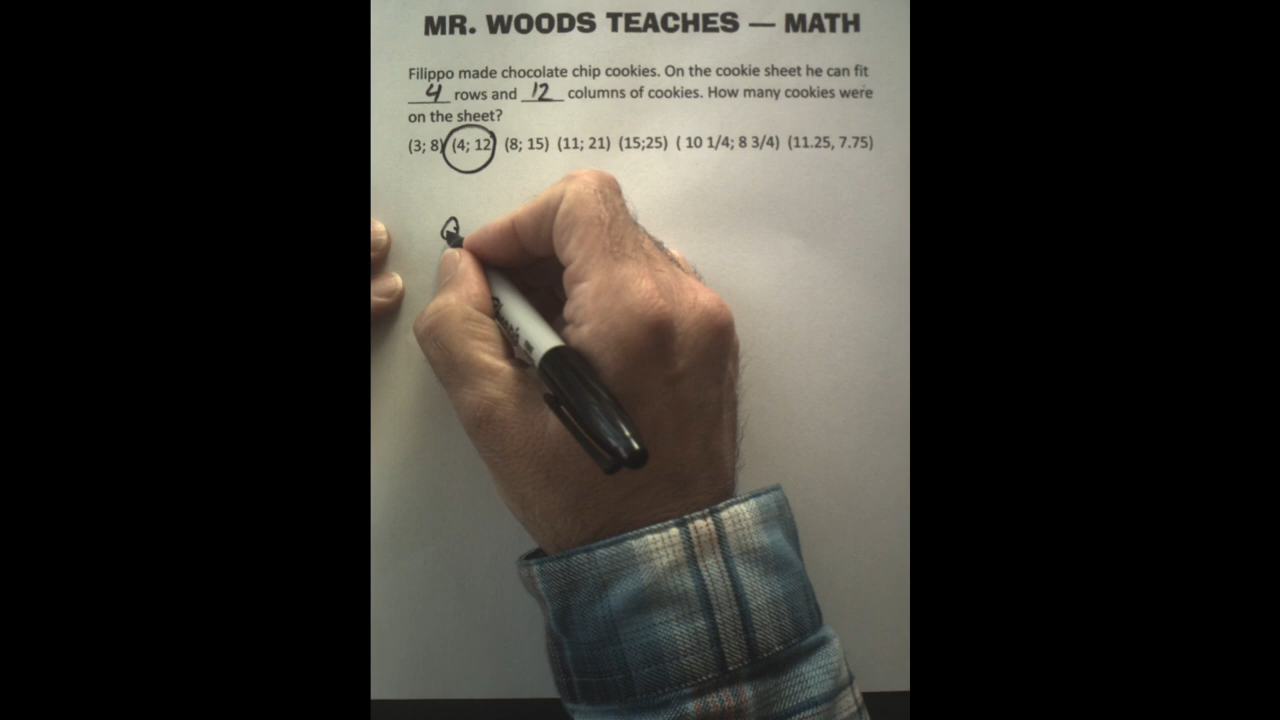 MR. WOODS TEACHES — MATH
Filippo made chocolate chip cookies. On the cookie sheet he can fit
4 rows and 12 columns of cookies. How many cookies were
on the sheet?
(3; 8) (4; 12) (8; 15) (11; 21) (15;25) ( 10 1/4; 8 3/4) (11.25, 7.75)
Sharpie